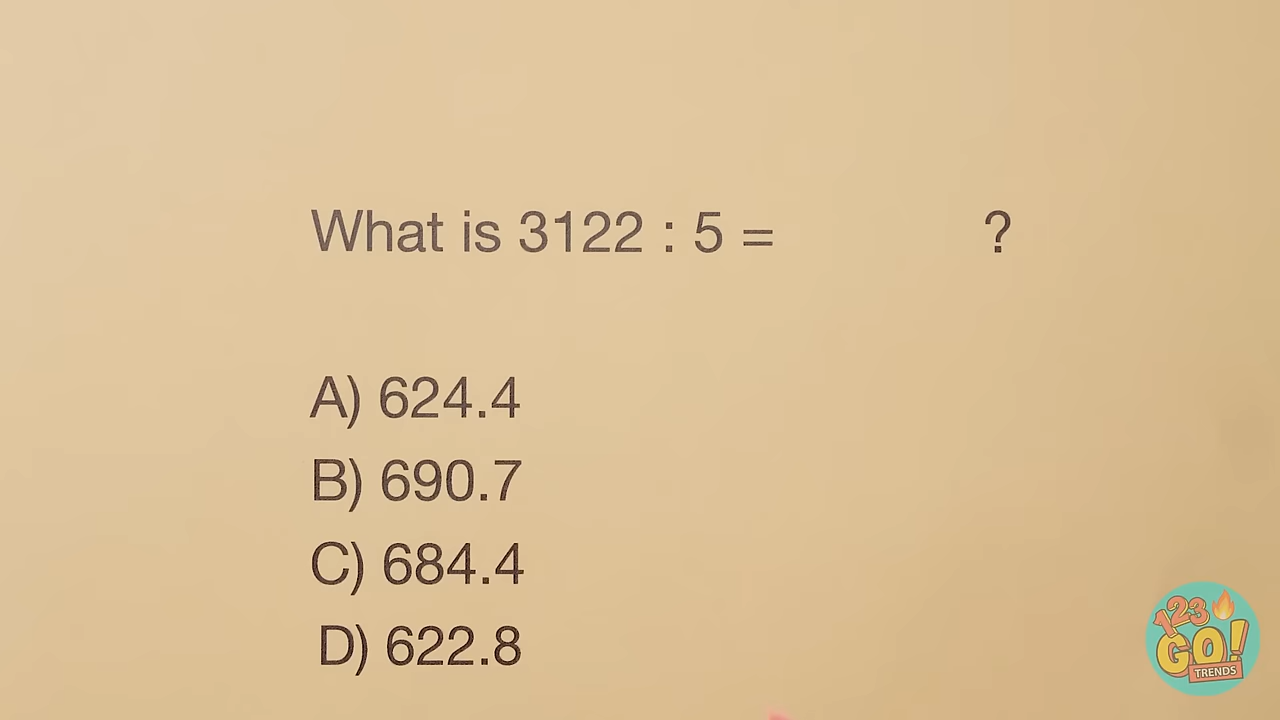 What is 3122 : 5 = ?
A) 624.4
B) 690.7
C) 684.4
D) 622.8
123
GO!
TRENDS